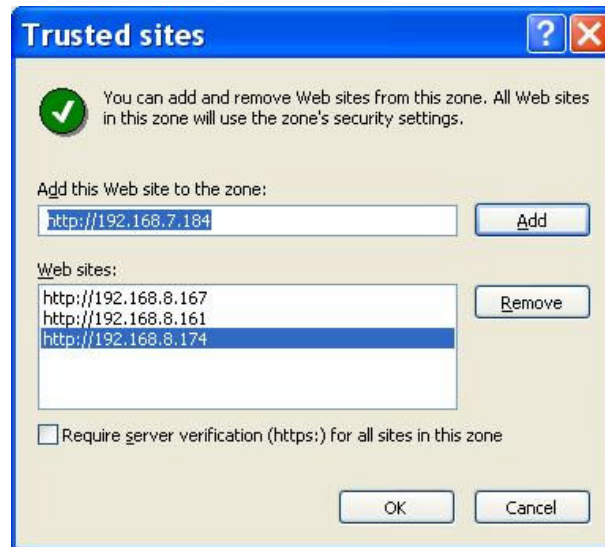 Trusted sites
You can add and remove Web sites from this zone. All Web sites
in this zone will use the zone's security settings.
Add this Web site to the zone:
http://192.168.7.184
Add
Web sites:
http://192.168.8.167
http://192.168.8.161
http://192.168.8.174
Remove
Require server verification (https:) for all sites in this zone
OK
Cancel